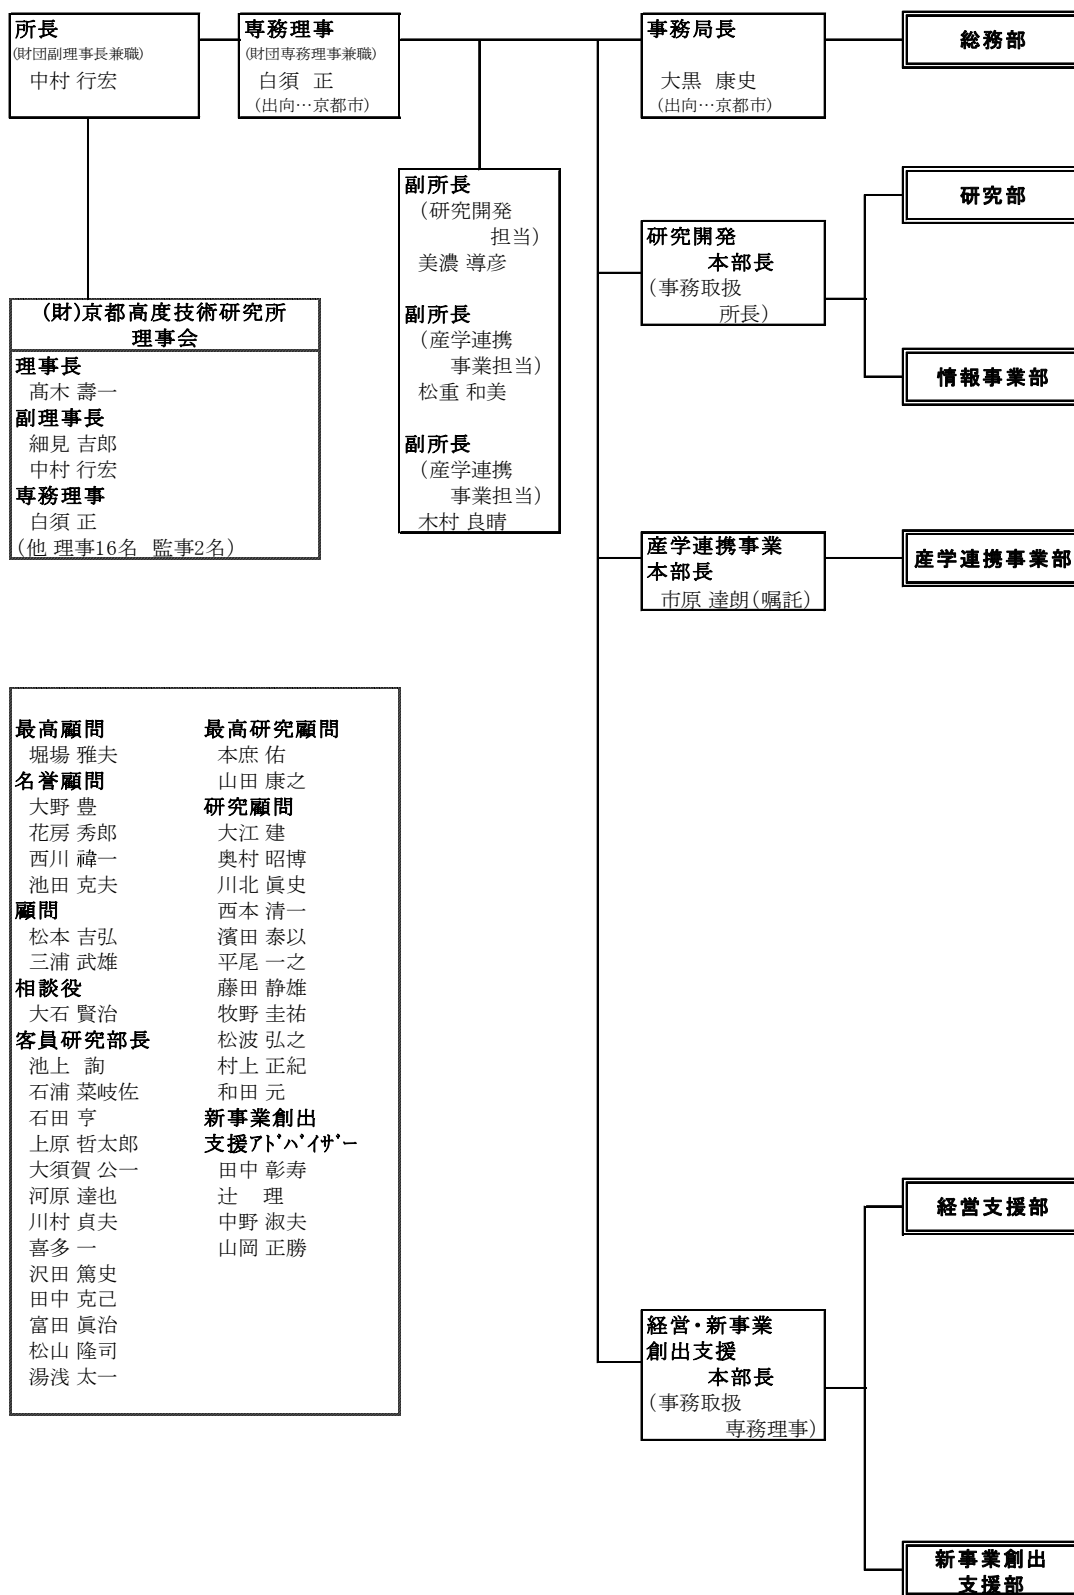 所長
(財団副理事長兼職)
中村 行宏
専務理事
(財団専務理事兼職)
白須 正
(出向…京都市)
事務局長
大黒 康史
(出向…京都市)
総務部
副所長
(研究開発
担当)
美濃 導彦
副所長
(産学連携
事業担当)
松重 和美
副所長
(産学連携
事業担当)
木村 良晴
研究開発
本部長
(事務取扱
所長)
研究部
情報事業部
(財)京都高度技術研究所
理事会
理事長
髙木 壽一
副理事長
細見 吉郎
中村 行宏
専務理事
白須 正
(他 理事16名 監事2名)
産学連携事業
本部長
市原 達朗(嘱託)
産学連携事業部
最高顧問
堀場 雅夫
名誉顧問
大野 豊
花房 秀郎
西川 禕一
池田 克夫
顧問
松本 吉弘
三浦 武雄
相談役
大石 賢治
客員研究部長
池上 詢
石浦 菜岐佐
石田 亨
上原 哲太郎
大須賀 公一
河原 達也
川村 貞夫
喜多 一
沢田 篤史
田中 克己
富田 眞治
松山 隆司
湯浅 太一
最高研究顧問
本庶 佑
山田 康之
研究顧問
大江 建
奥村 昭博
川北 眞史
西本 清一
濱田 泰以
平尾 一之
藤田 静雄
牧野 圭祐
松波 弘之
村上 正紀
和田 元
新事業創出
支援ｱﾄﾞﾊﾞｲｻﾞｰ
田中 彰寿
辻 理
中野 淑夫
山岡 正勝
経営・新事業
創出支援
本部長
(事務取扱
専務理事)
経営支援部
新事業創出
支援部